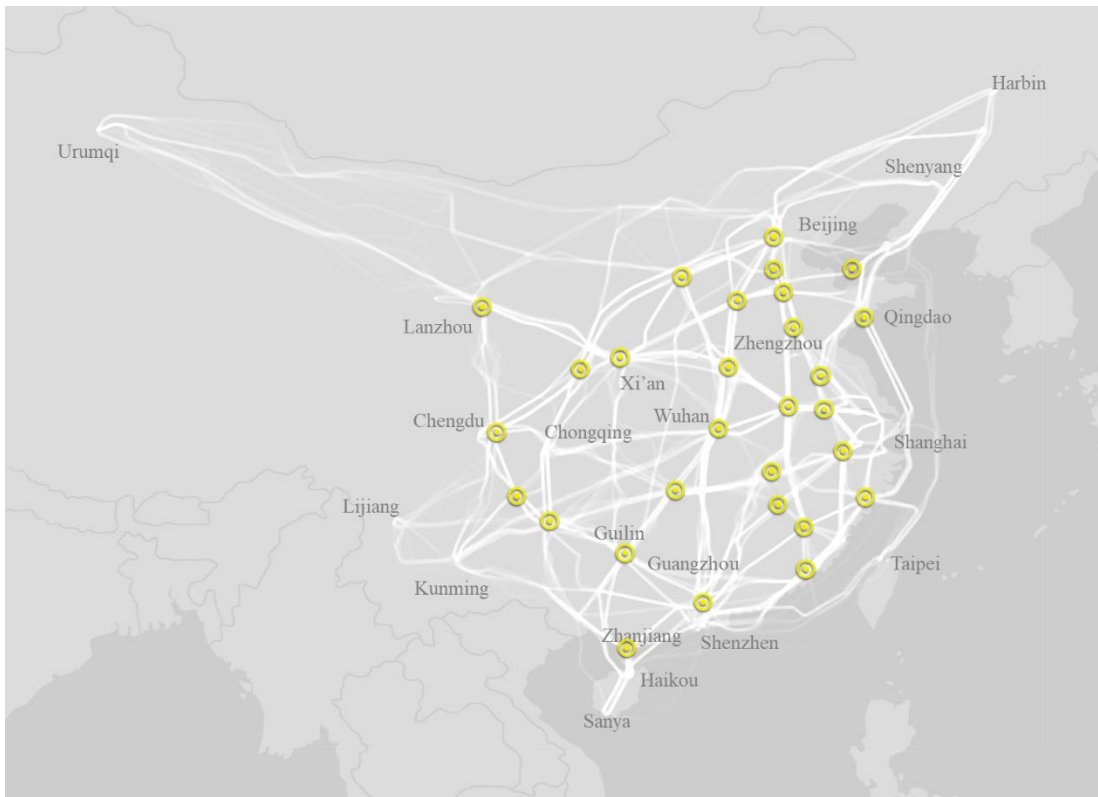 Harbin
Urumqi
Shenyang
Beijing
Lanzhou
Qingdao
Zhengzhou
Xi’an
Chengdu
Wuhan
Chongqing
Shanghai
Lijiang
Guilin
Guangzhou
Taipei
Kunming
Zhanjiang
Shenzhen
Haikou
Sanya